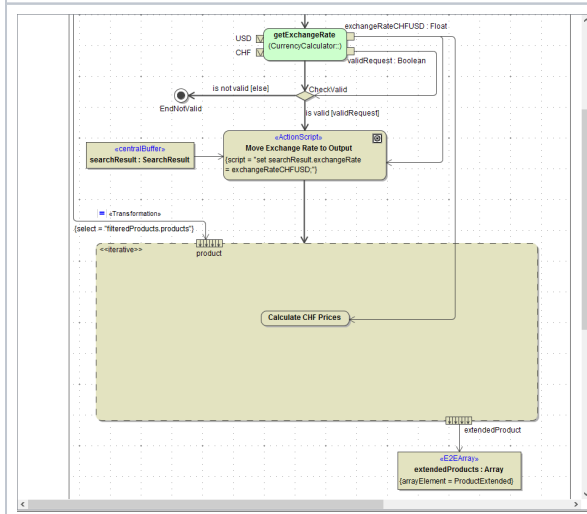 exchangeRateCHFUSD : Float
USD
getExchangeRate
(CurrencyCalculator::)
CHF
validRequest : Boolean
is not valid [else]
CheckValid
EndNotValid
is valid [validRequest]
«ActionScript»
Move Exchange Rate to Output
{script = "set searchResult.exchangeRate
= exchangeRateCHFUSD;"}
«centralBuffer»
searchResult : SearchResult
= «Transformation»
{select = "filteredProducts.products"}
<<iterative>>
product
Calculate CHF Prices
extendedProduct
«E2EArray»
extendedProducts : Array
{arrayElement = ProductExtended}